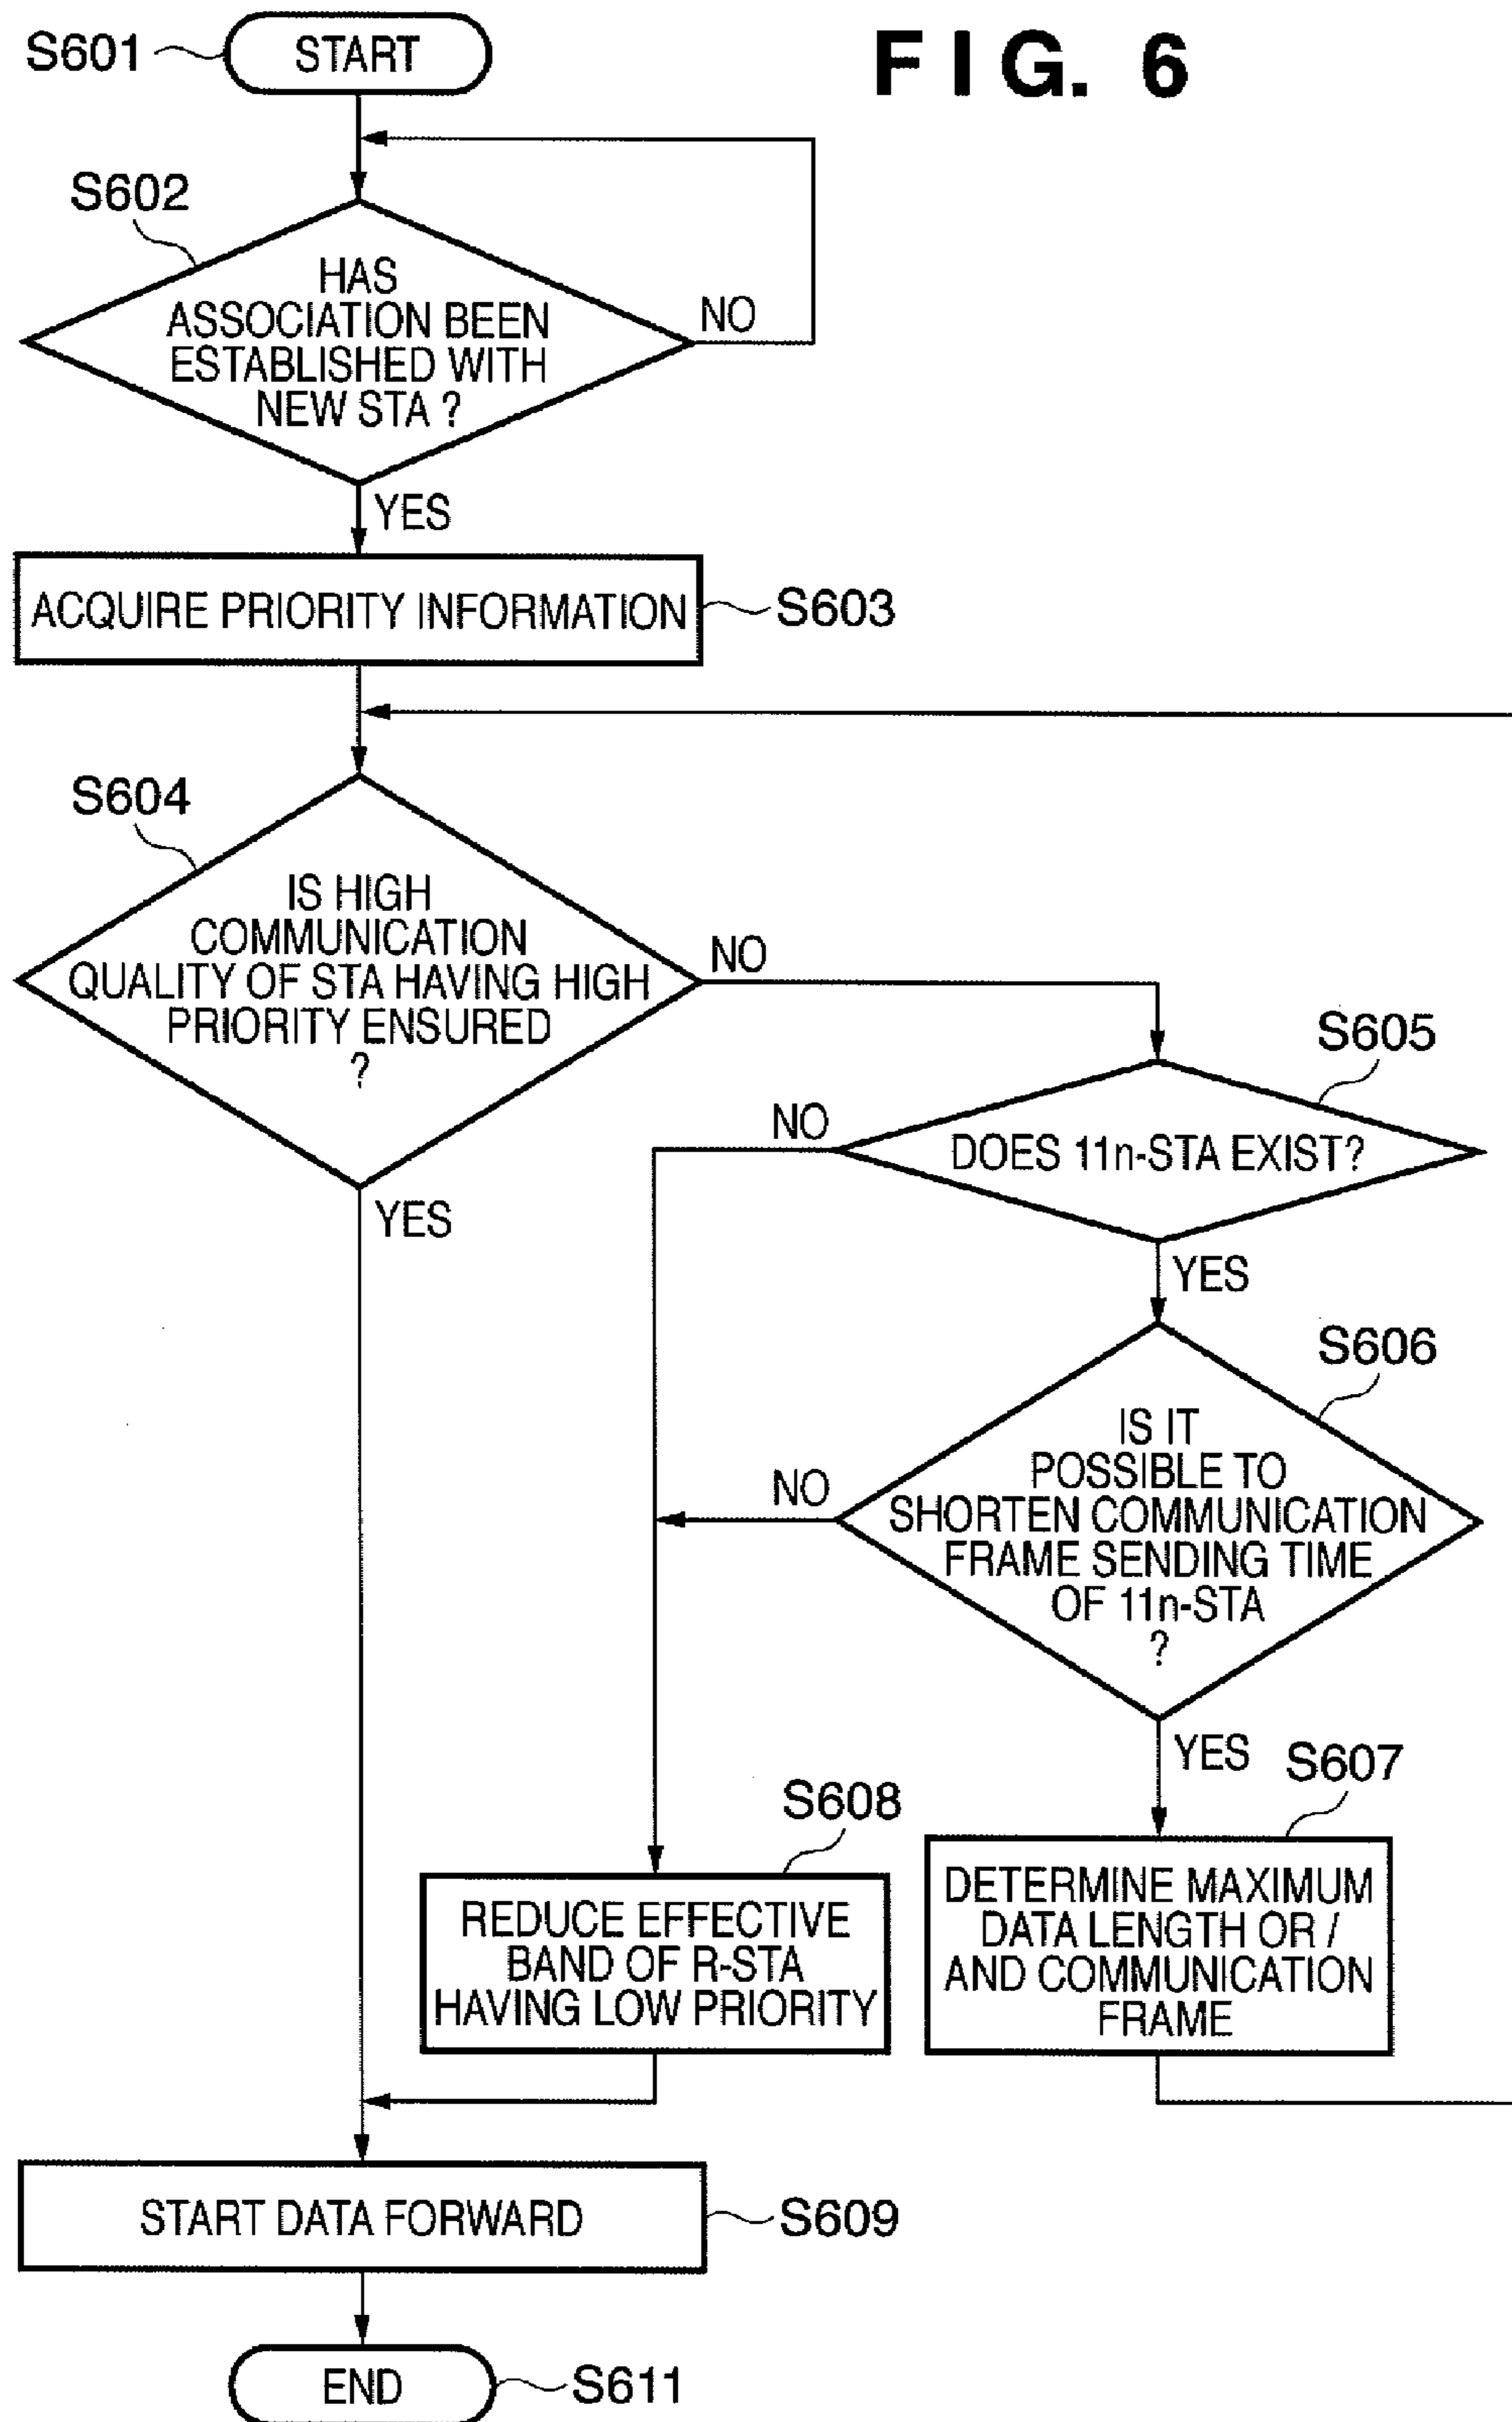 FIG. 6
S601
START
S602
HAS
ASSOCIATION BEEN
ESTABLISHED WITH
NEW STA ?
NO
YES
ACQUIRE PRIORITY INFORMATION
S603
S604
IS HIGH
COMMUNICATION
QUALITY OF STA HAVING HIGH
PRIORITY ENSURED
?
NO
YES
S605
DOES 11n-STA EXIST?
NO
YES
S606
IS IT
POSSIBLE TO
SHORTEN COMMUNICATION
FRAME SENDING TIME
OF 11n-STA
?
NO
YES
S607
DETERMINE MAXIMUM
DATA LENGTH OR /
AND COMMUNICATION
FRAME
S608
REDUCE EFFECTIVE
BAND OF R-STA
HAVING LOW PRIORITY
START DATA FORWARD
S609
END
S611